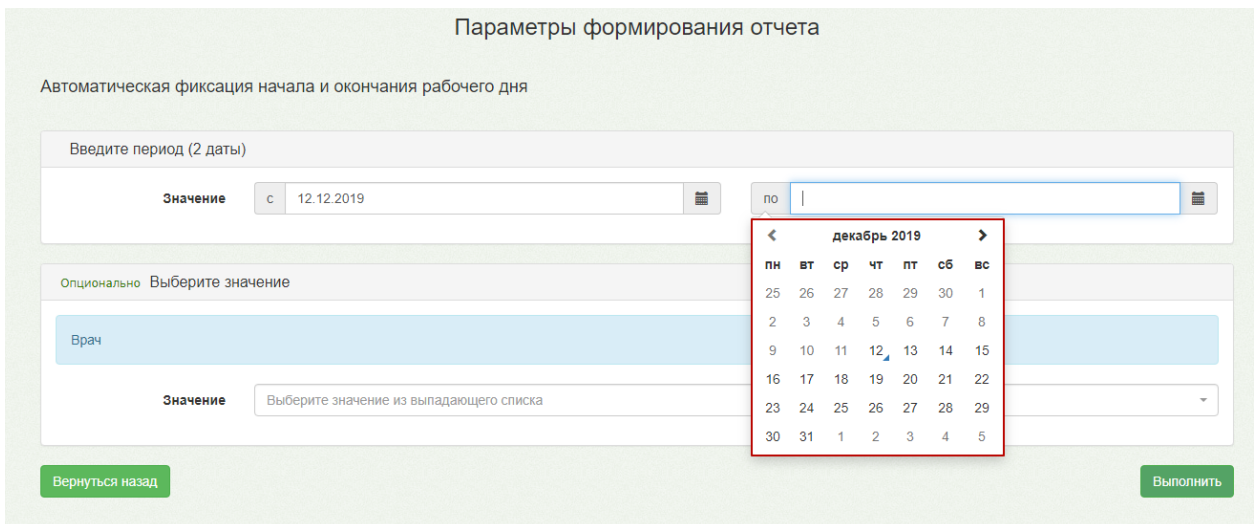 Параметры формирования отчета
Автоматическая фиксация начала и окончания рабочего дня
Введите период (2 даты)
Значение с 12.12.2019 по
декабрь 2019
пн вт ср чт пт сб вс
25 26 27 28 29 30 1
2 3 4 5 6 7 8
9 10 11 12 13 14 15
16 17 18 19 20 21 22
23 24 25 26 27 28 29
30 31 1 2 3 4 5
Опционально Выберите значение
Врач
Значение Выберите значение из выпадающего списка
Вернуться назад Выполнить